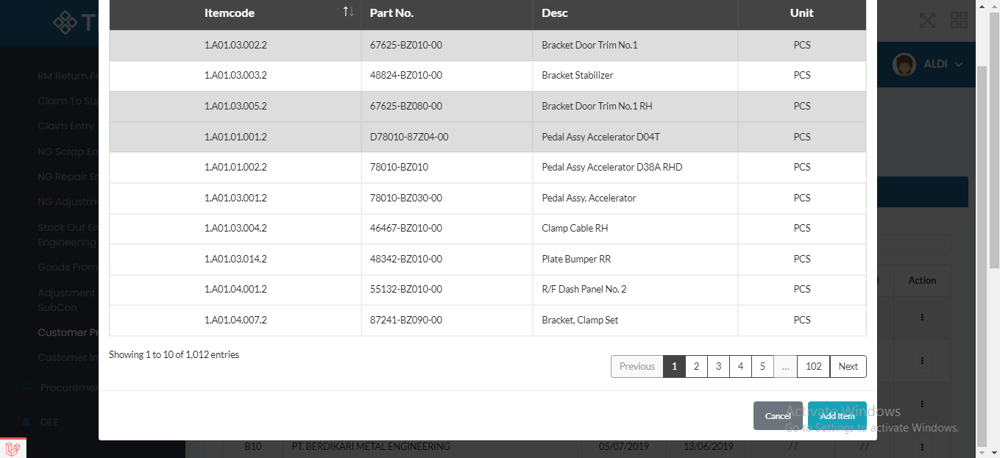 Itemcode Part No. Desc Unit
1.A01.03.002.2 67625-BZ010-00 Bracket Door Trim No.1 PCS
1.A01.03.003.2 48824-BZ010-00 Bracket Stabilizer PCS
1.A01.03.005.2 67625-BZ080-00 Bracket Door Trim No.1 RH PCS
1.A01.01.001.2 D78010-87Z04-00 Pedal Assy Accelerator D04T PCS
1.A01.01.002.2 78010-BZ010 Pedal Assy Accelerator D38A RHD PCS
1.A01.03.001.2 78010-BZ030-00 Pedal Assy, Accelerator PCS
1.A01.03.004.2 46467-BZ010-00 Clamp Cable RH PCS
1.A01.03.014.2 48342-BZ010-00 Plate Bumper RR PCS
1.A01.04.001.2 55132-BZ010-00 R/F Dash Panel No. 2 PCS
1.A01.04.007.2 87241-BZ090-00 Bracket, Clamp Set PCS
Showing 1 to 10 of 1,012 entries
Previous 1 2 3 4 5 ... 102 Next
Cancel Add Item
Activate Windows
Go to Settings to activate Windows.
ALDI
Action
RM Return
Claim To
Claim Entry
NG Scrap
NG Repair
NG
Stock Out
Engineering
Goods From
Adjustment
SubCon
Customer
Customer
OEE
B10 PT. BERDIKARI METAL ENGINEERING 05/07/2019 13/06/2019 / / / /